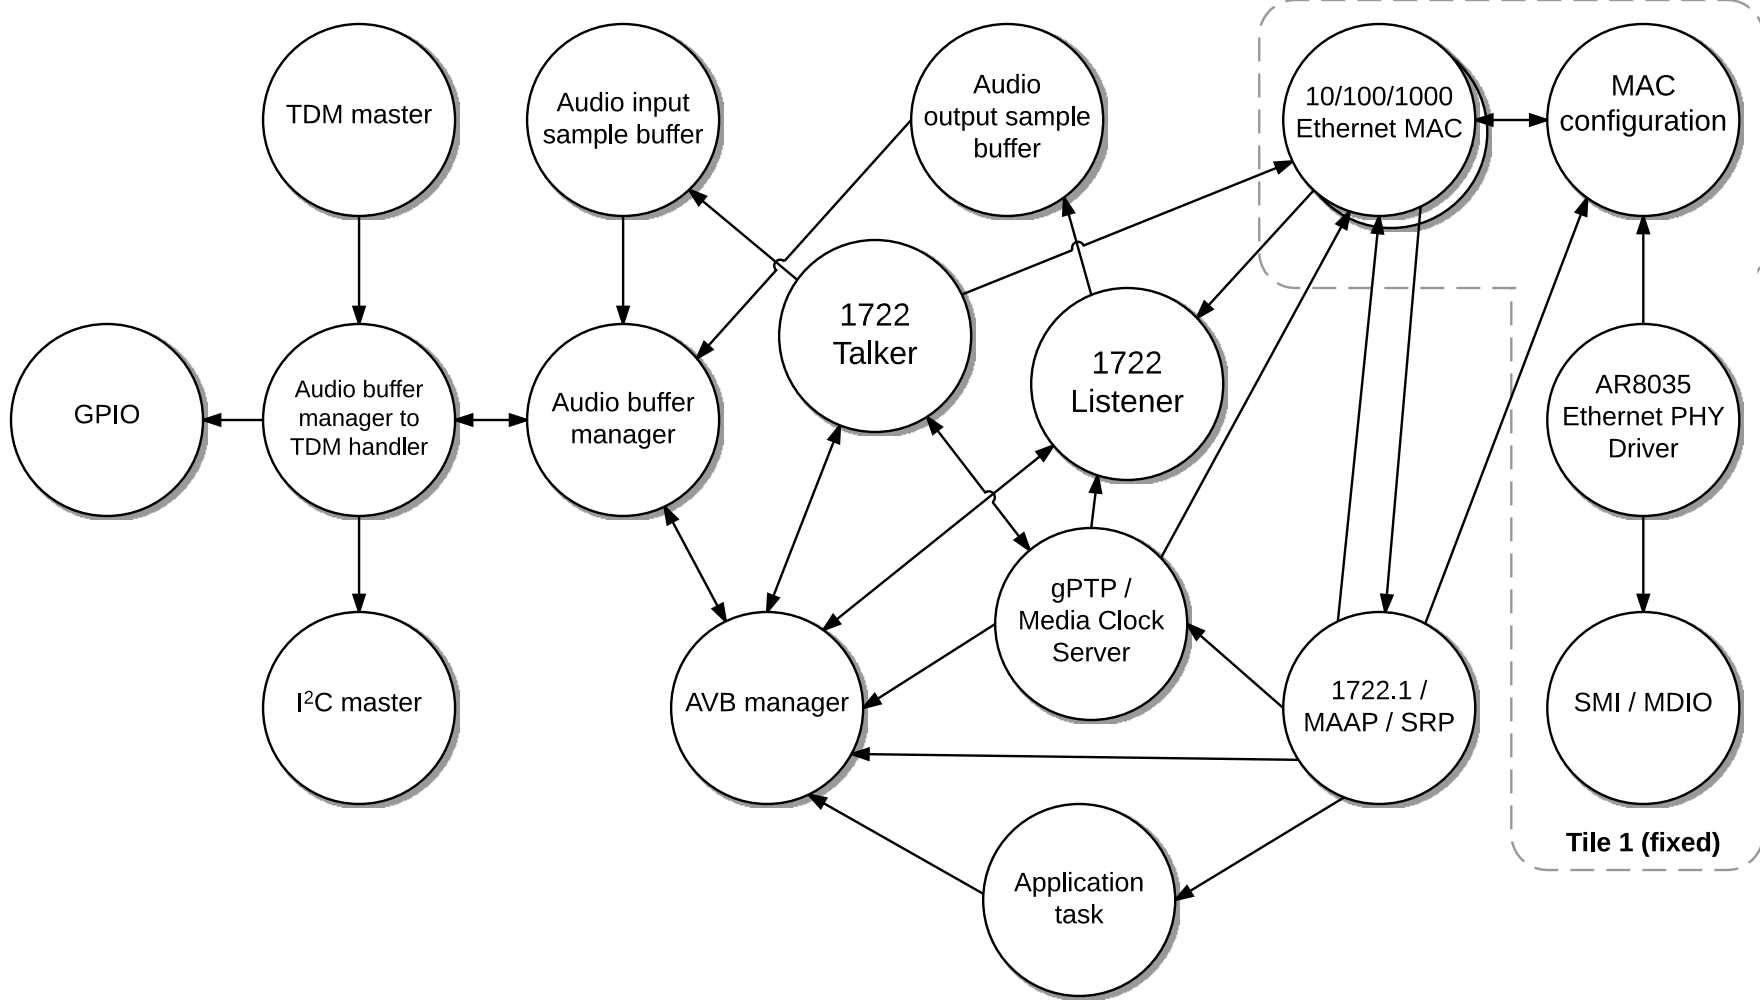 TDM master
Audio input
sample buffer
Audio
output sample
buffer
10/100/1000
Ethernet MAC
MAC
configuration
1722
Talker
1722
Listener
GPIO
Audio buffer
manager to
TDM handler
Audio buffer
manager
AR8035
Ethernet PHY
Driver
gPTP /
Media Clock
Server
I²C master
AVB manager
1722.1 /
MAAP / SRP
SMI / MDIO
Tile 1 (fixed)
Application
task